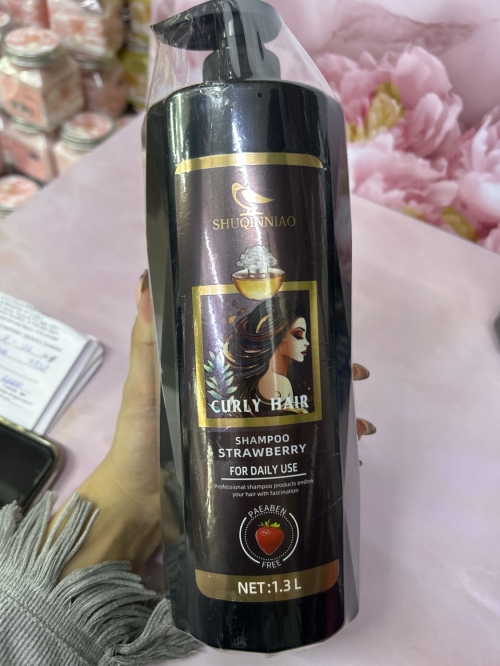 SHUQINNIAO
CURLY HAIR
SHAMPOO
STRAWBERRY
FOR DAILY USE
Professional shampoo products endow
your hair with fascination
PAEABEN
FREE
NET:1.3 L